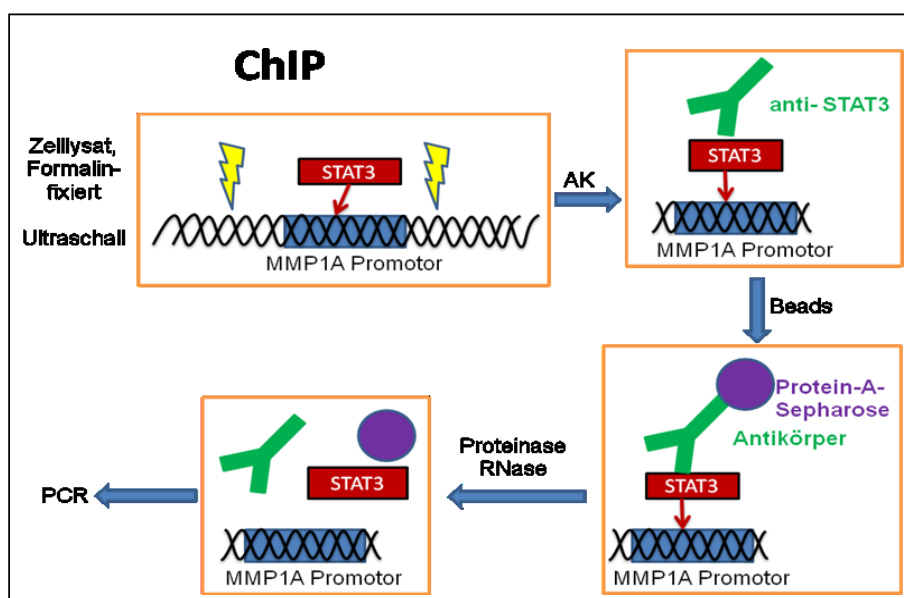 ChIP
Zelllysat,
Formalin-
fixiert
Ultraschall
STAT3
MMP1A Promotor
AK
anti- STAT3
STAT3
MMP1A Promotor
Beads
Protein-A-
Sepharose
Antikörper
STAT3
MMP1A Promotor
Proteinase
RNase
STAT3
MMP1A Promotor
PCR